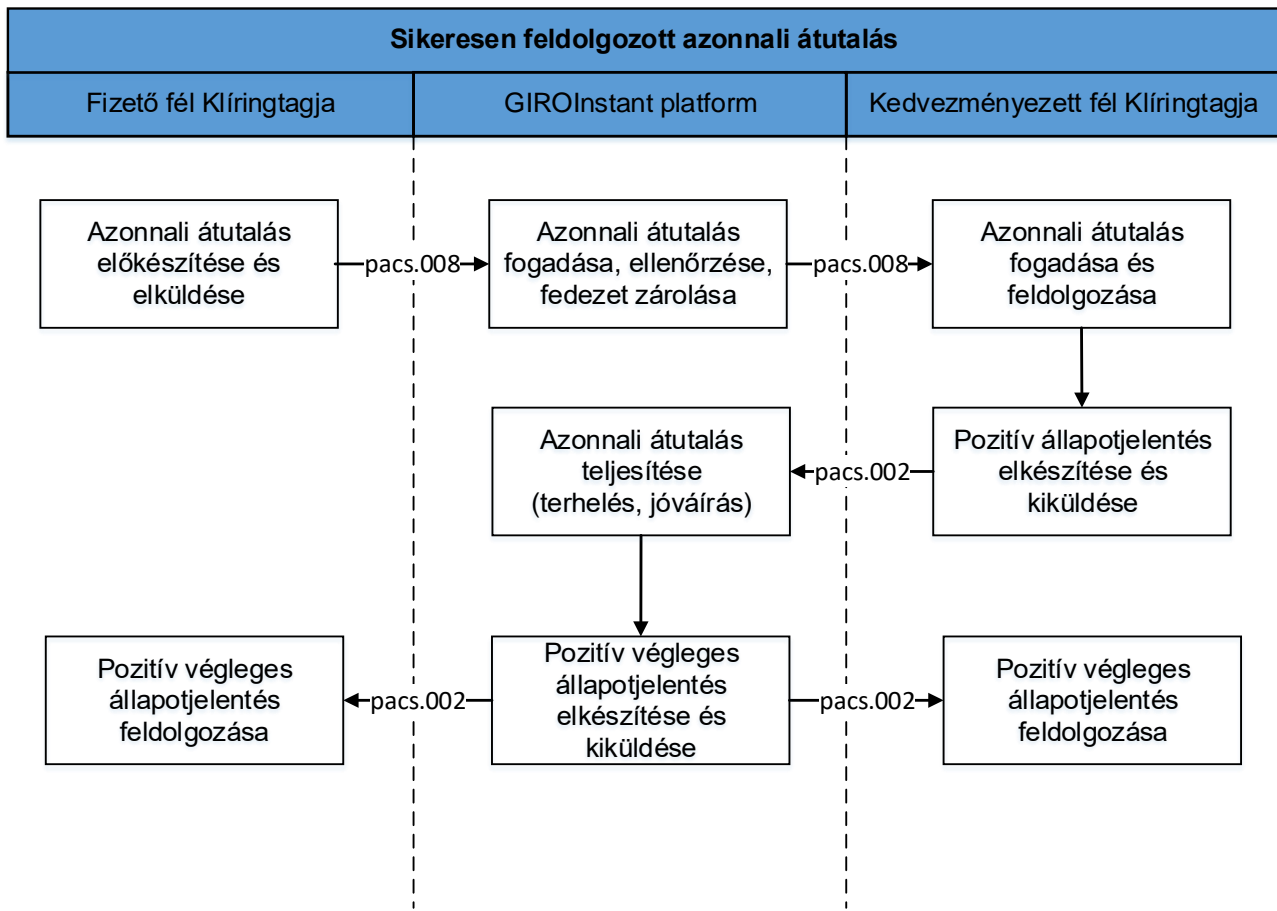 Sikeresen feldolgozott azonnali átutalás
Fizető fél Klíringtagja
GIROInstant platform
Kedvezményezett fél Klíringtagja
Azonnali átutalás
előkészítése és
elküldése
pacs.008
Azonnali átutalás
fogadása, ellenőrzése,
fedezet zárolása
pacs.008
Azonnali átutalás
fogadása és
feldolgozása
Pozitív állapotjelentés
elkészítése és
kiküldése
pacs.002
Azonnali átutalás
teljesítése
(terhelés, jóváírás)
Pozitív végleges
állapotjelentés
feldolgozása
pacs.002
Pozitív végleges
állapotjelentés
elkészítése és
kiküldése
pacs.002
Pozitív végleges
állapotjelentés
feldolgozása